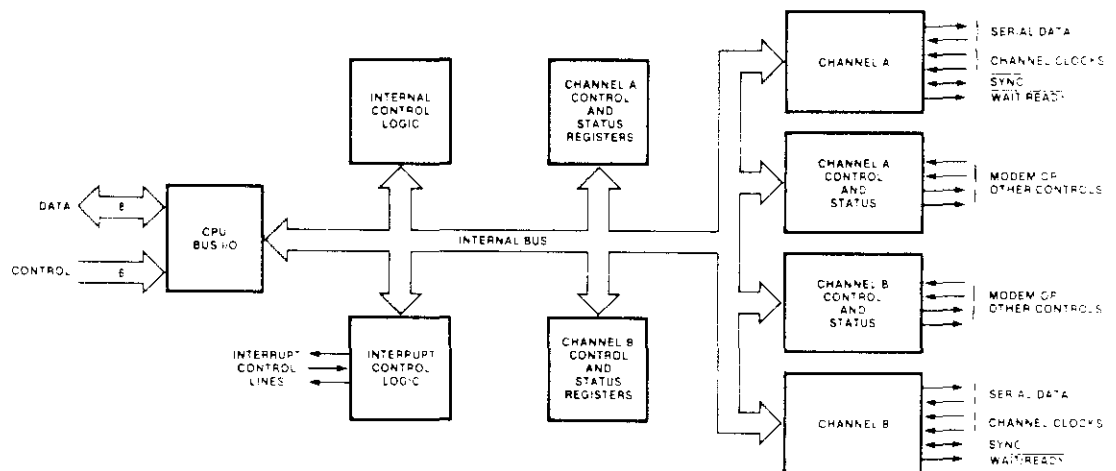 DATA
8
CONTROL
6
CPU
BUS I/O
INTERNAL
CONTROL
LOGIC
CHANNEL A
CONTROL
AND
STATUS
REGISTERS
INTERNAL BUS
INTERRUPT
CONTROL
LINES
INTERRUPT
CONTROL
LOGIC
CHANNEL B
CONTROL
AND
STATUS
REGISTERS
CHANNEL A
SERIAL DATA
CHANNEL CLOCKS
SYNC
WAIT/READY
CHANNEL A
CONTROL
AND
STATUS
MODEM OR
OTHER CONTROLS
CHANNEL B
CONTROL
AND
STATUS
MODEM OR
OTHER CONTROLS
CHANNEL B
SERIAL DATA
CHANNEL CLOCKS
SYNC
WAIT/READY